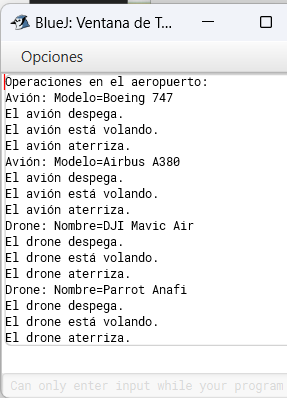 BlueJ: Ventana de T...
Opciones
Operaciones en el aeropuerto:
Avión: Modelo=Boeing 747
El avión despega.
El avión está volando.
El avión aterriza.
Avión: Modelo=Airbus A380
El avión despega.
El avión está volando.
El avión aterriza.
Drone: Nombre=DJI Mavic Air
El drone despega.
El drone está volando.
El drone aterriza.
Drone: Nombre=Parrot Anafi
El drone despega.
El drone está volando.
El drone aterriza.
Can only enter input while your program